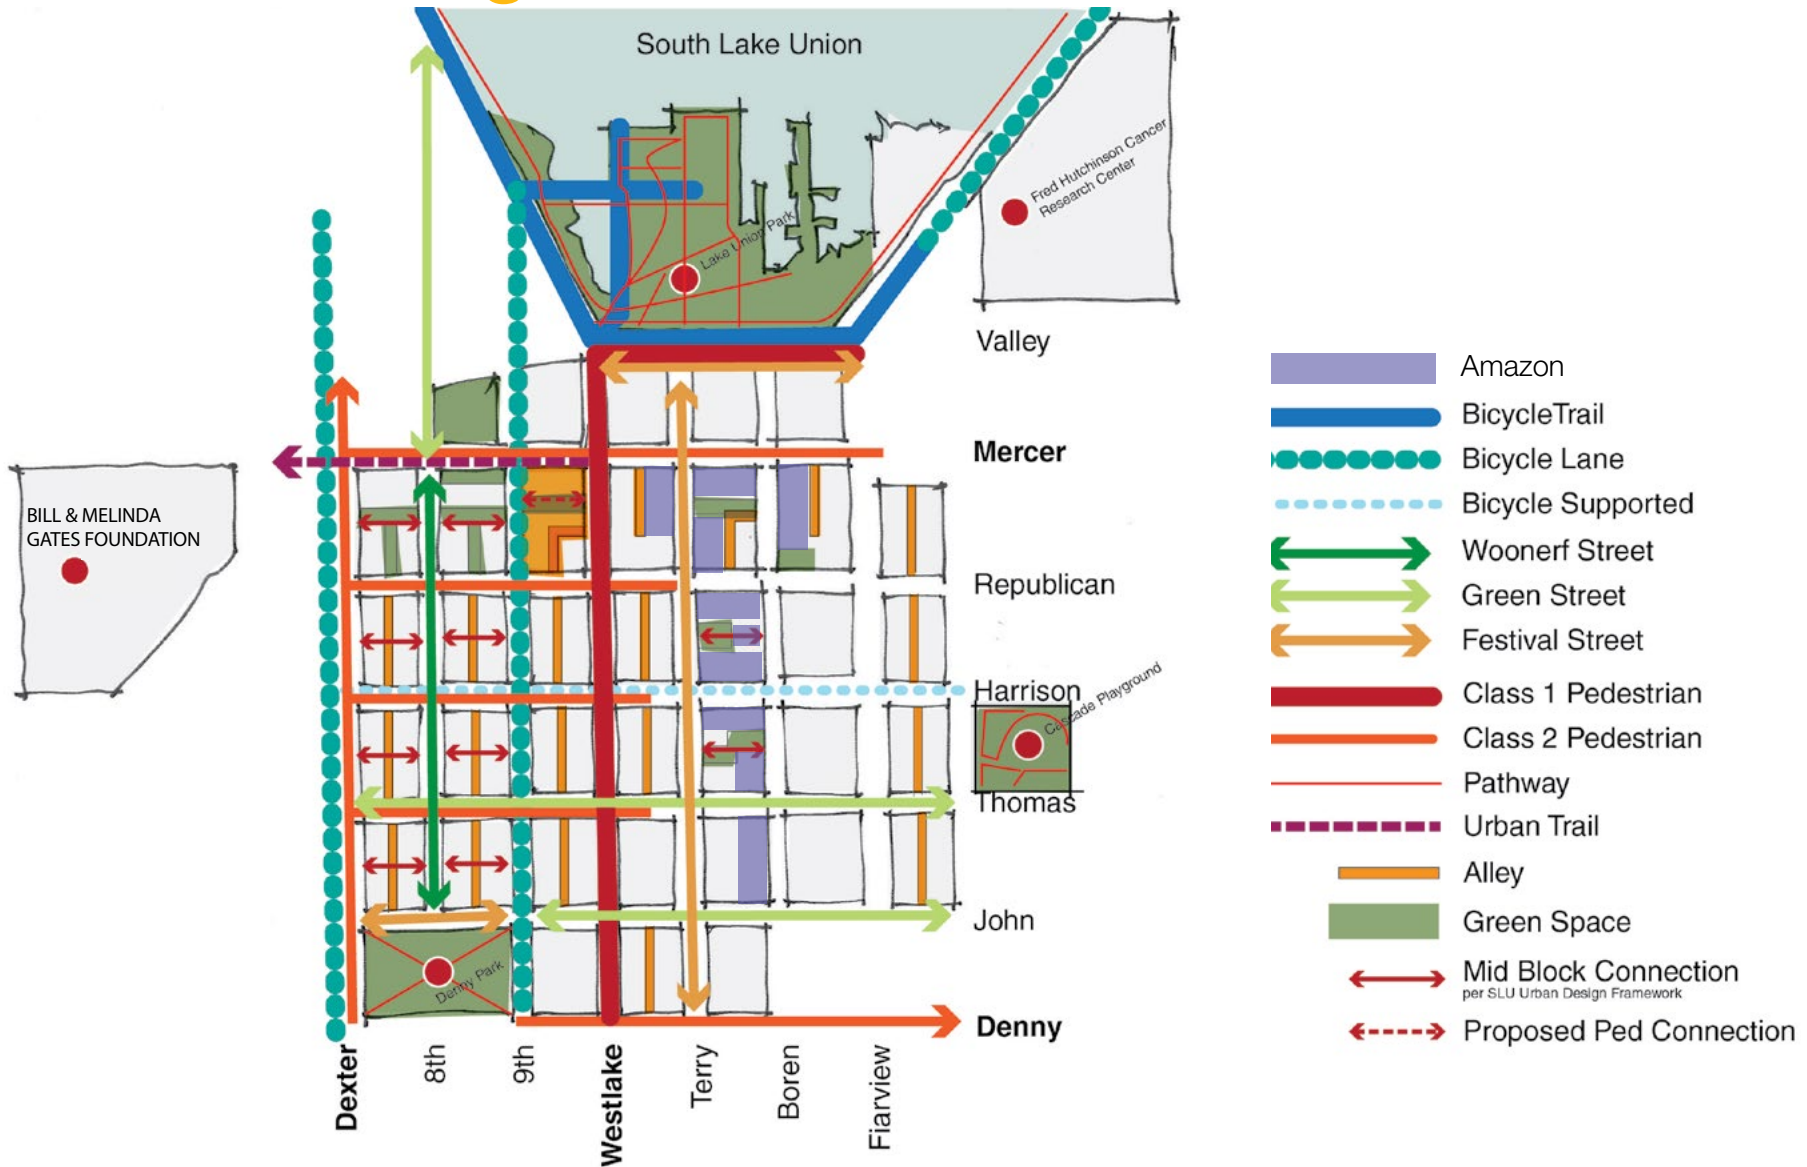 South Lake Union
Fred Hutchinson Cancer
Research Center
Lake Union Park
Valley
Mercer
BILL & MELINDA
GATES FOUNDATION
Republican
Harrison
Cascade Playground
Thomas
John
Denny Park
Denny
Dexter
8th
9th
Westlake
Terry
Boren
Fiarview
Amazon
BicycleTrail
Bicycle Lane
Bicycle Supported
Woonerf Street
Green Street
Festival Street
Class 1 Pedestrian
Class 2 Pedestrian
Pathway
Urban Trail
Alley
Green Space
Mid Block Connection
per SLU Urban Design Framework
Proposed Ped Connection